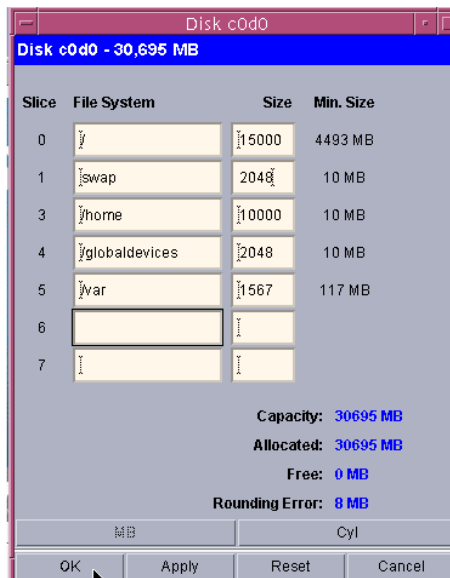 Disk c0d0
Disk c0d0 - 30,695 MB
Slice File System Size Min. Size
0 / 15000 4493 MB
1 swap 2048 10 MB
3 /home 10000 10 MB
4 /globaldevices 2048 10 MB
5 /var 1567 117 MB
6
7
Capacity: 30695 MB
Allocated: 30695 MB
Free: 0 MB
Rounding Error: 8 MB
MB Cyl
OK Apply Reset Cancel